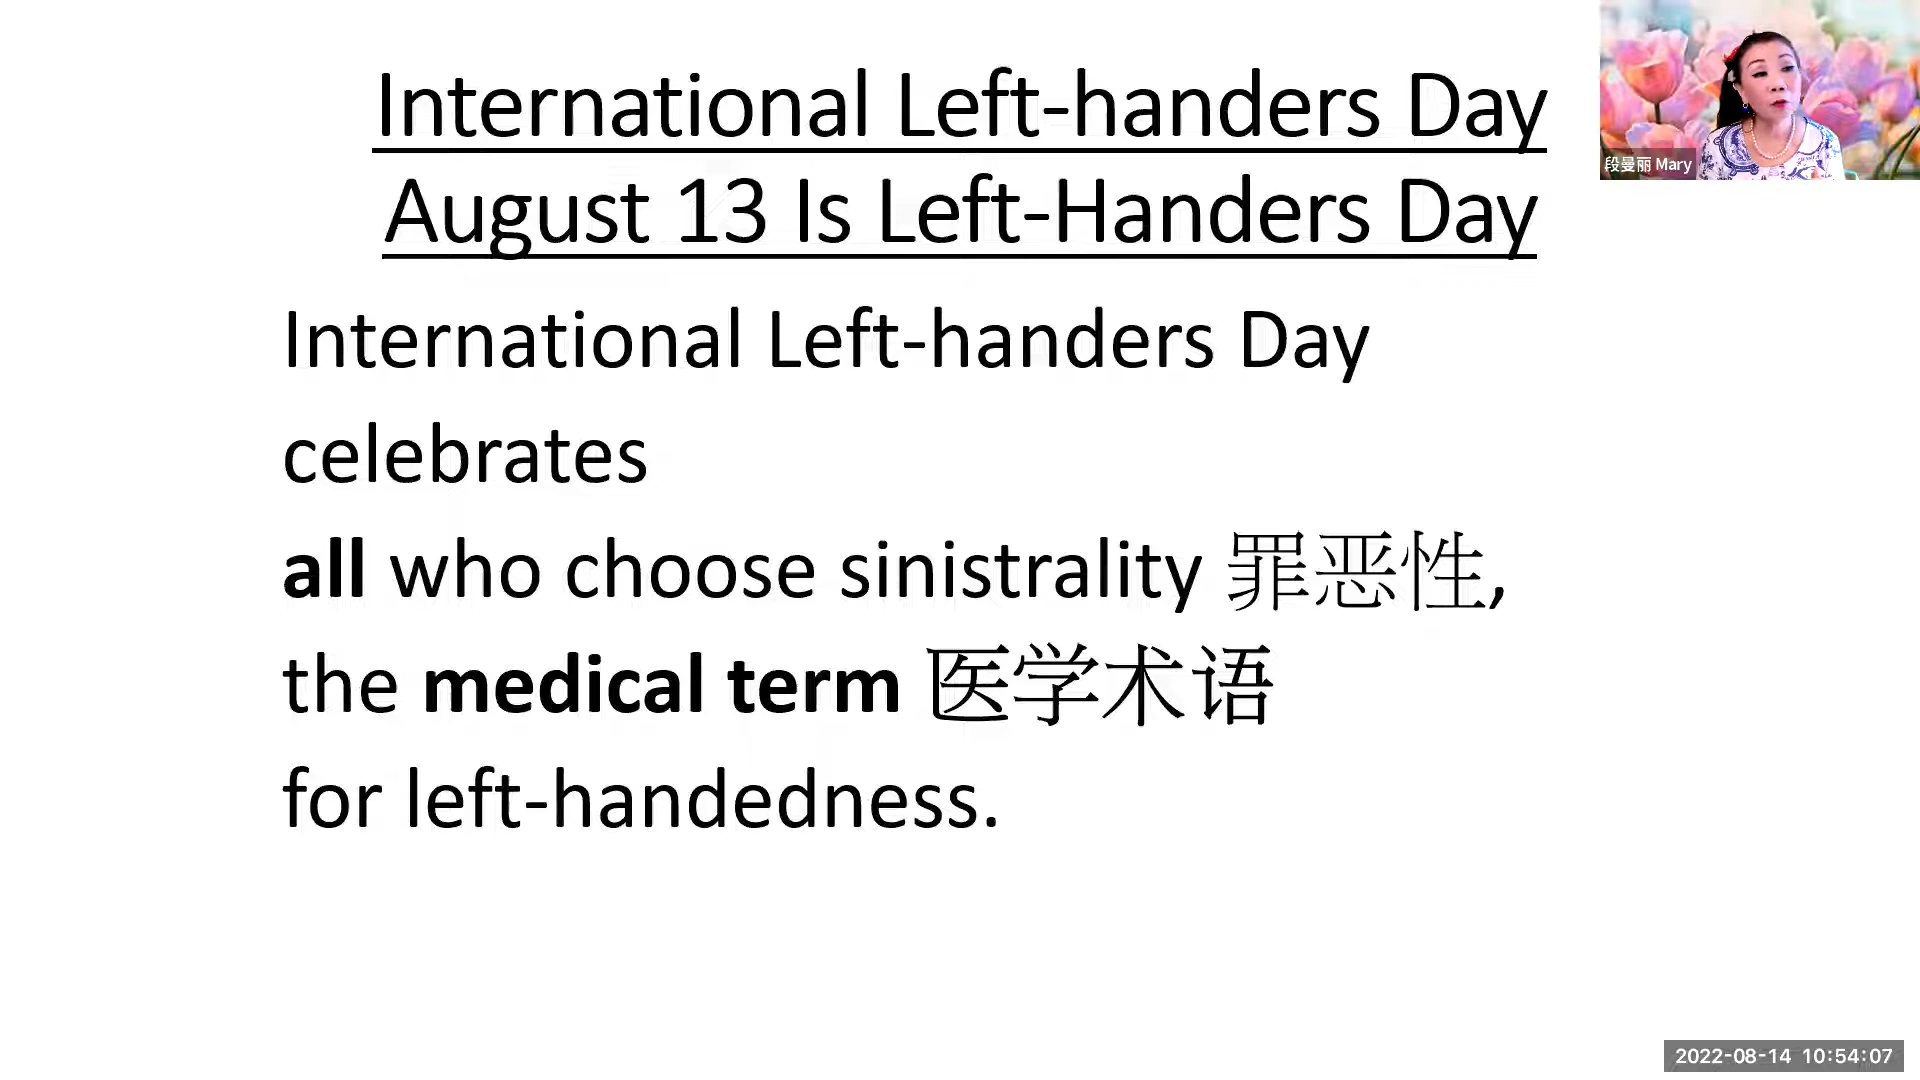 International Left-handers Day
August 13 Is Left-Handers Day
International Left-handers Day
celebrates
all who choose sinistrality 罪恶性,
the medical term 医学术语
for left-handedness.
段曼丽 Mary
2022-08-14 10:54:07